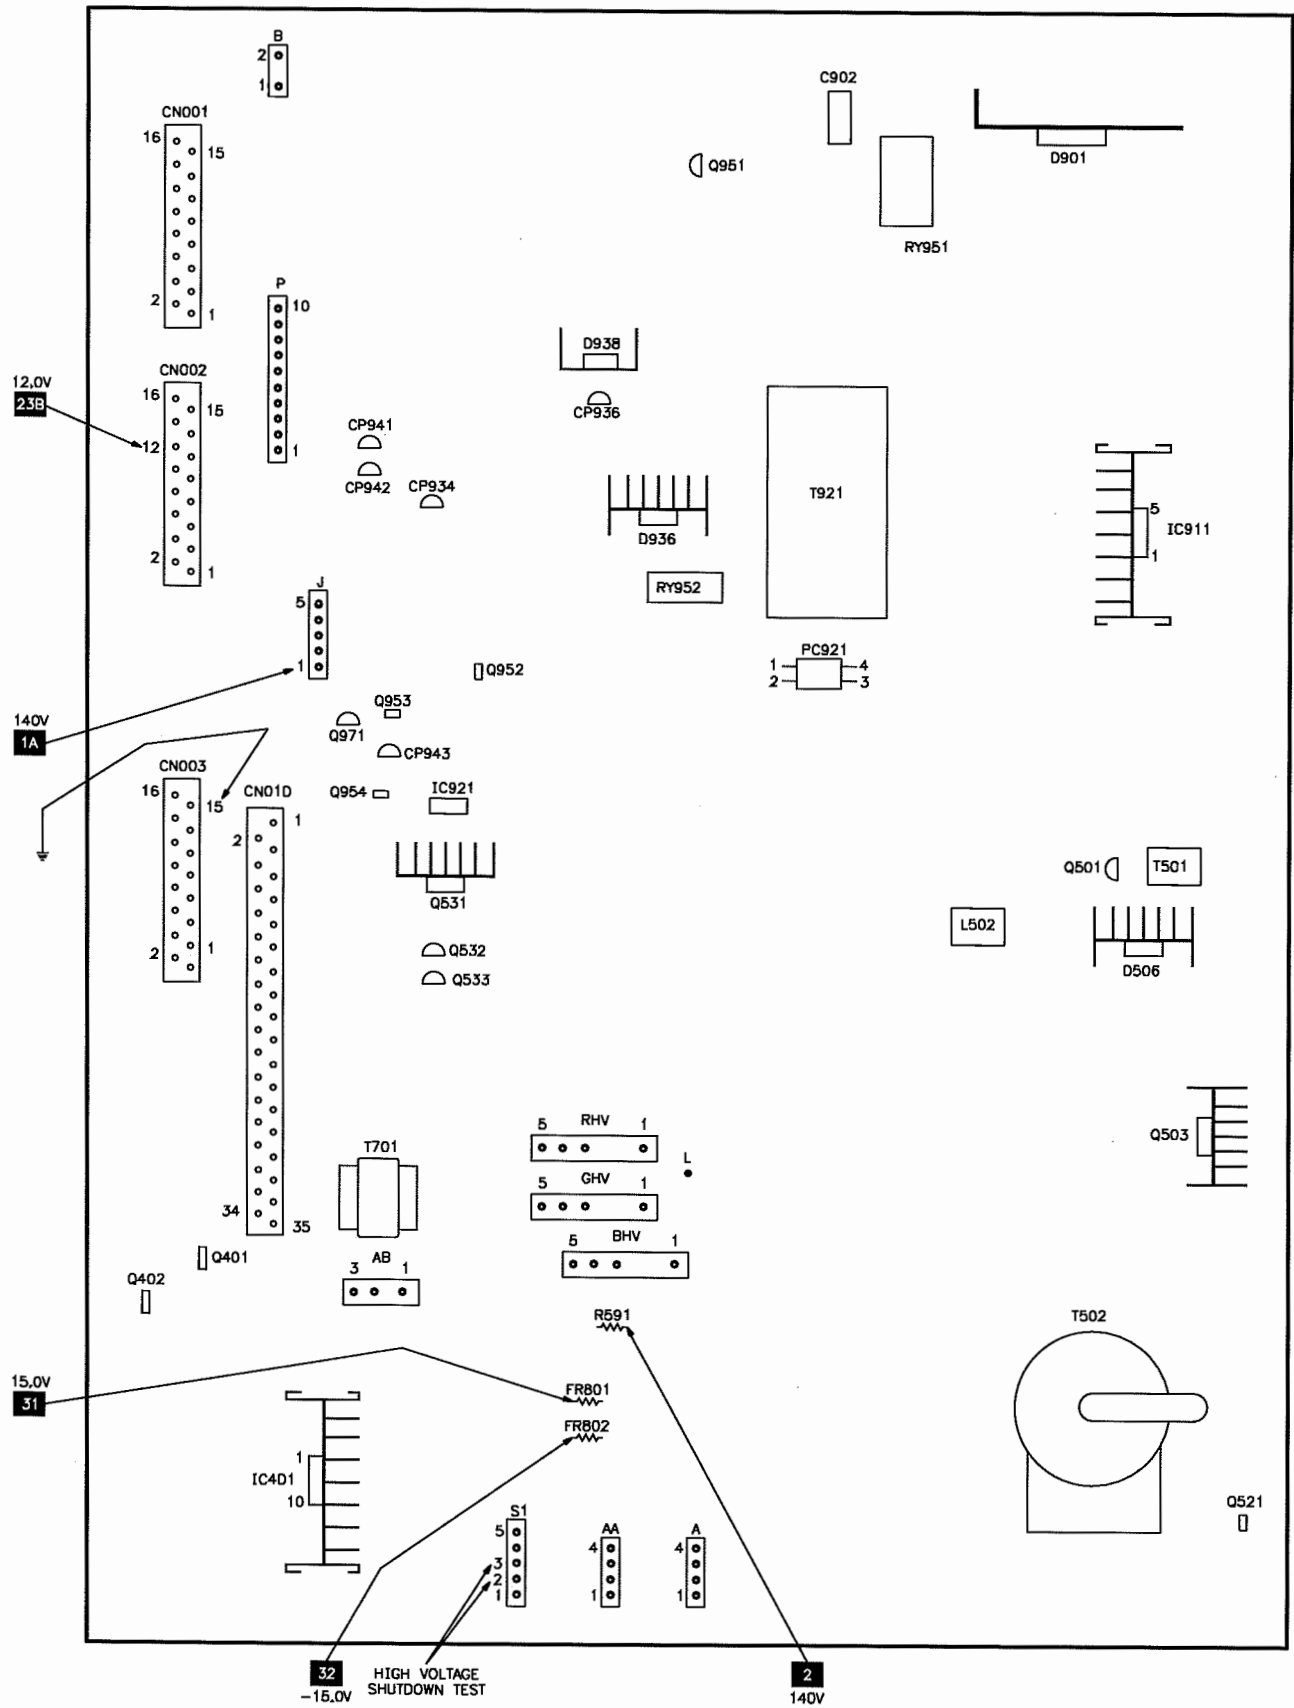 B
2
1
C902
CN001
16
15
Q951
D901
RY951
P
10
2
1
D938
12.0V
23B
CN002
16
15
CP936
12
CP941
1
CP942
CP934
T921
5
IC911
D936
1
2
1
J
RY952
5
PC921
1
4
2
3
1
Q952
Q953
140V
1A
Q971
CP943
CN003
16
15
CN01D
Q954
IC921
1
2
Q501
T501
Q531
L502
2
1
Q532
D506
Q533
5
RHV
1
Q503
T701
L
5
GHV
1
34
35
5
BHV
1
Q401
AB
3
1
Q402
R591
T502
15.0V
31
FR801
FR802
1
IC4D1
10
Q521
S1
AA
A
5
4
4
3
2
1
1
1
32
-15.0V
HIGH VOLTAGE
SHUTDOWN TEST
2
140V